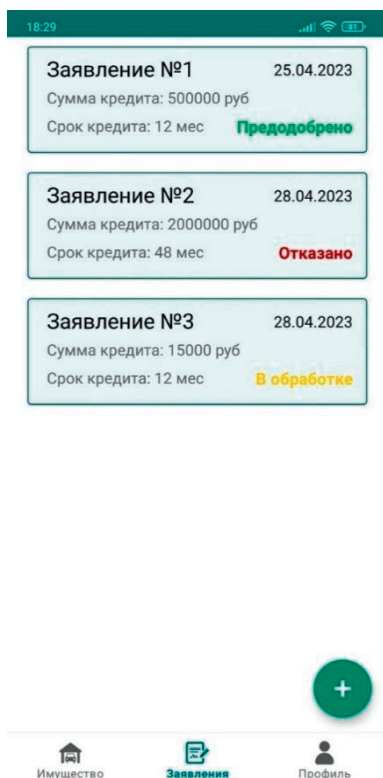 18:29
81
Заявление №1 25.04.2023
Сумма кредита: 500000 руб
Срок кредита: 12 мес Предодобрено
Заявление №2 28.04.2023
Сумма кредита: 2000000 руб
Срок кредита: 48 мес Отказано
Заявление №3 28.04.2023
Сумма кредита: 15000 руб
Срок кредита: 12 мес В обработке
+
Имущество Заявления Профиль